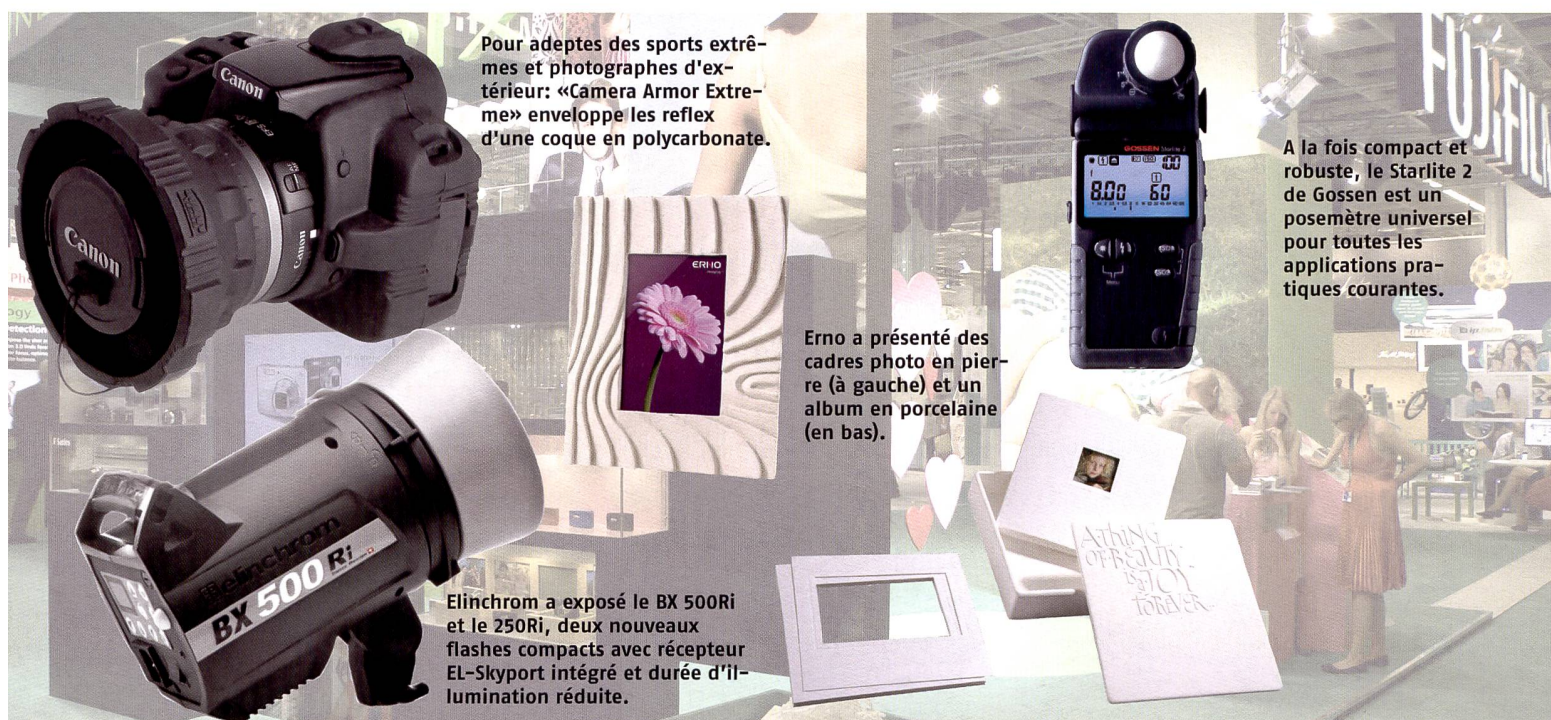 Pour adeptes des sports extrê-
mes et photographes d'ex-
térieur: «Camera Armor Extre-
me» enveloppe les reflex
d'une coque en polycarbonate.
Canon
Canon
Canon
GOSSEN Starlite 2
100
8.00 60
FUJIFILM
A la fois compact et
robuste, le Starlite 2
de Gossen est un
posemètre universel
pour toutes les
applications pra-
tiques courantes.
ERNO
Erno a présenté des
cadres photo en pier-
re (à gauche) et un
album en porcelaine
(en bas).
A THING
OF BEAUTY
IS A JOY
FOREVER
elinchrom
BX 500 Ri
Elinchrom a exposé le BX 500Ri
et le 250Ri, deux nouveaux
flashes compacts avec récepteur
EL-Skyport intégré et durée d'il-
lumination réduite.